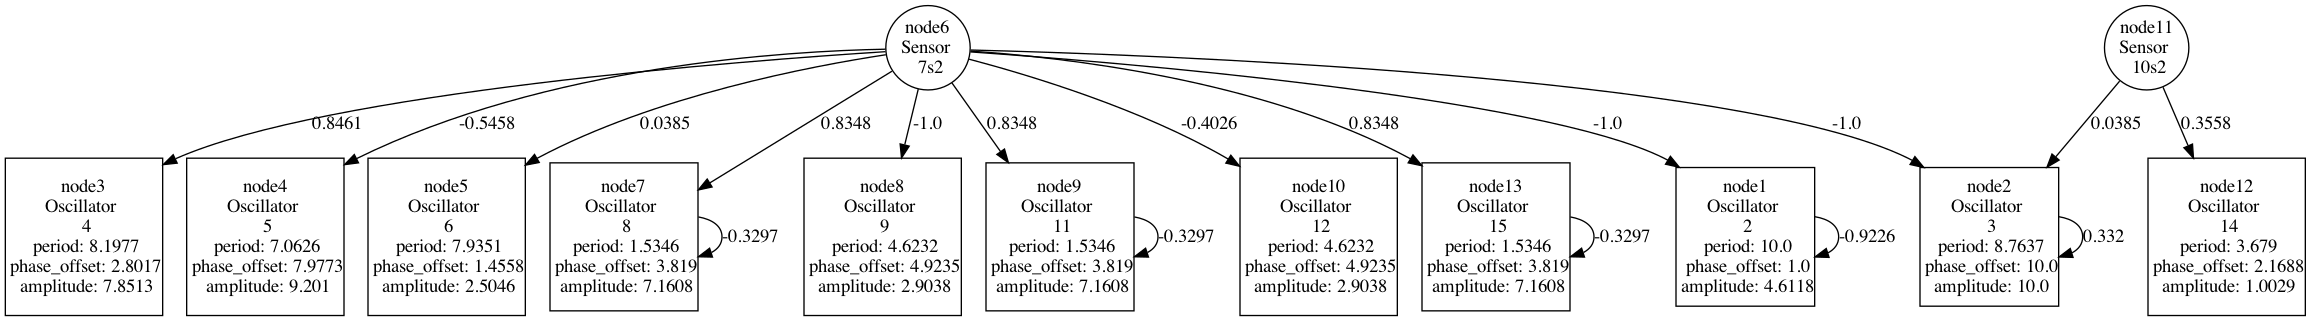 node6
Sensor
7s2
node11
Sensor
10s2
0.8461
-0.5458
0.0385
0.8348
-1.0
0.8348
-0.4026
0.8348
-1.0
-1.0
0.0385
0.3558
node3
Oscillator
4
period: 8.1977
phase_offset: 2.8017
amplitude: 7.8513
node4
Oscillator
5
period: 7.0626
phase_offset: 7.9773
amplitude: 9.201
node5
Oscillator
6
period: 7.9351
phase_offset: 1.4558
amplitude: 2.5046
node7
Oscillator
8
period: 1.5346
phase_offset: 3.819
amplitude: 7.1608
-0.3297
node8
Oscillator
9
period: 4.6232
phase_offset: 4.9235
amplitude: 2.9038
node9
Oscillator
11
period: 1.5346
phase_offset: 3.819
amplitude: 7.1608
-0.3297
node10
Oscillator
12
period: 4.6232
phase_offset: 4.9235
amplitude: 2.9038
node13
Oscillator
15
period: 1.5346
phase_offset: 3.819
amplitude: 7.1608
-0.3297
node1
Oscillator
2
period: 10.0
phase_offset: 1.0
amplitude: 4.6118
-0.9226
node2
Oscillator
3
period: 8.7637
phase_offset: 10.0
amplitude: 10.0
0.332
node12
Oscillator
14
period: 3.679
phase_offset: 2.1688
amplitude: 1.0029